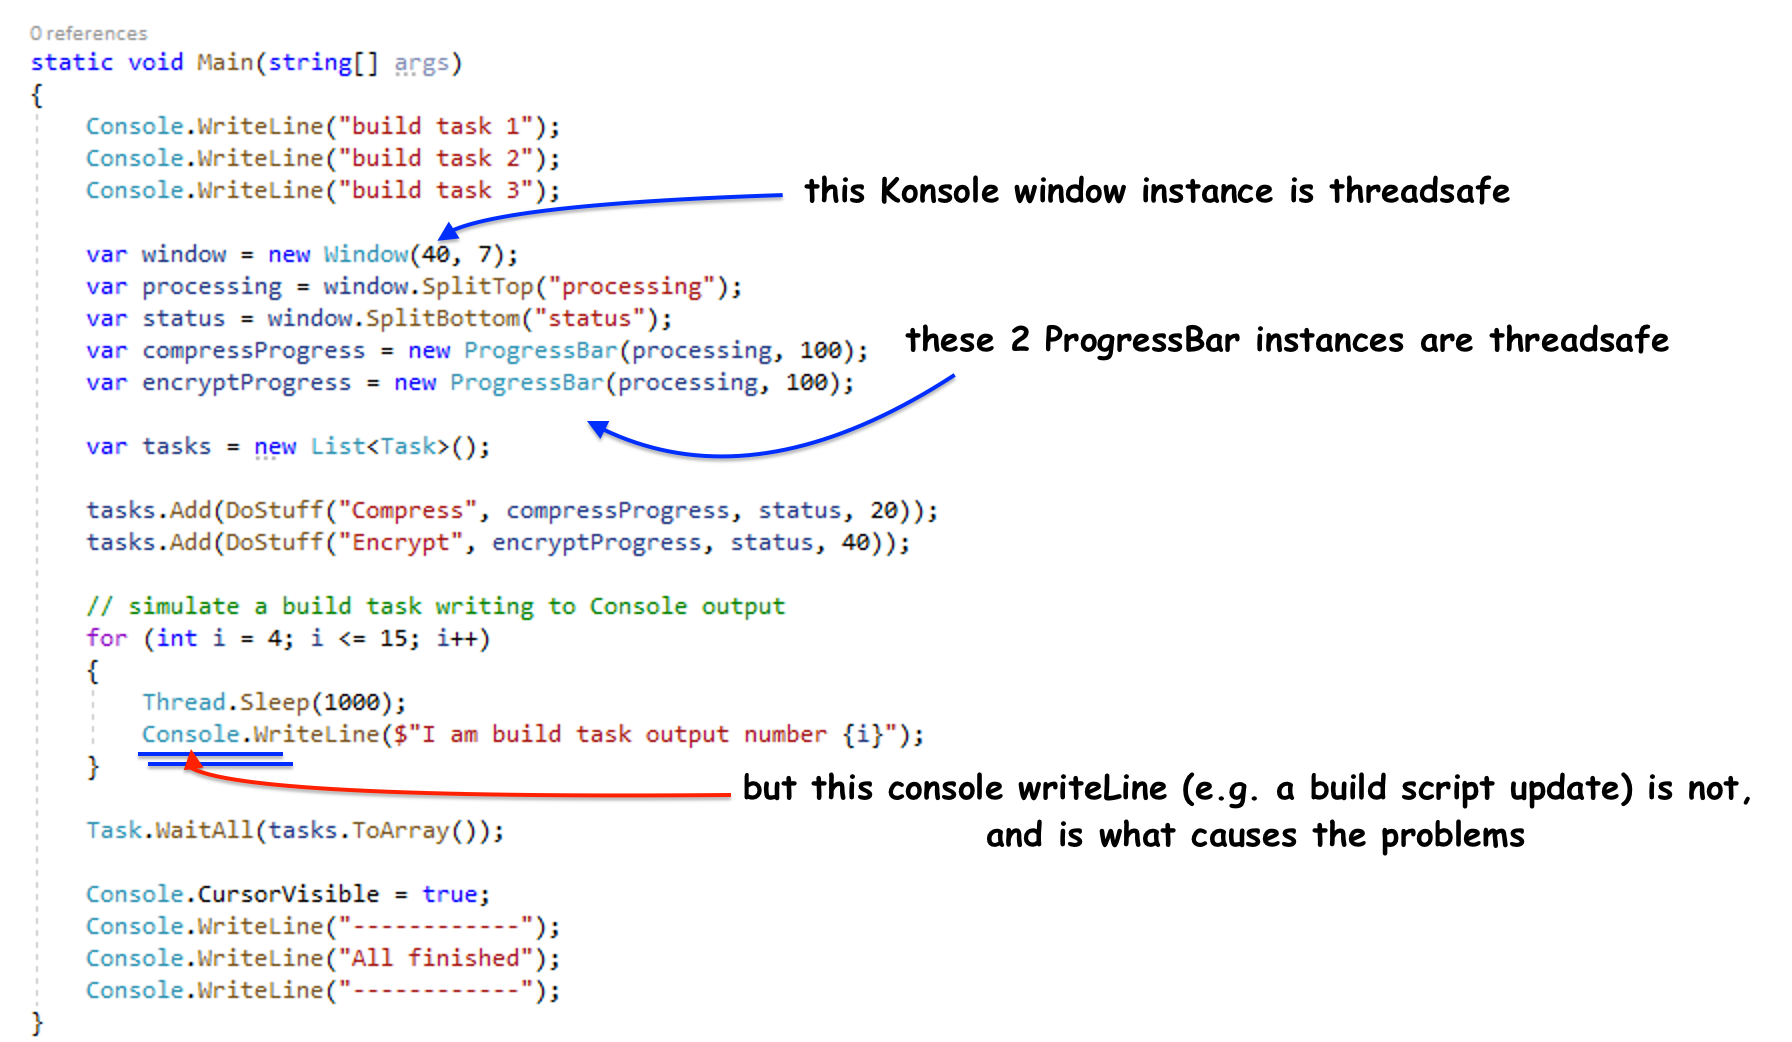 0 references
static void Main(string[] args)
{
    Console.WriteLine("build task 1");
    Console.WriteLine("build task 2");
    Console.WriteLine("build task 3");
this Konsole window instance is threadsafe
    var window = new Window(40, 7);
    var processing = window.SplitTop("processing");
    var status = window.SplitBottom("status");
    var compressProgress = new ProgressBar(processing, 100);
these 2 ProgressBar instances are threadsafe
    var encryptProgress = new ProgressBar(processing, 100);
    var tasks = new List<Task>();
    tasks.Add(DoStuff("Compress", compressProgress, status, 20));
    tasks.Add(DoStuff("Encrypt", encryptProgress, status, 40));
    // simulate a build task writing to Console output
    for (int i = 4; i <= 15; i++)
    {
        Thread.Sleep(1000);
        Console.WriteLine($"I am build task output number {i}");
    }
but this console writeLine (e.g. a build script update) is not,
and is what causes the problems
    Task.WaitAll(tasks.ToArray());
    Console.CursorVisible = true;
    Console.WriteLine("------------");
    Console.WriteLine("All finished");
    Console.WriteLine("------------");
}